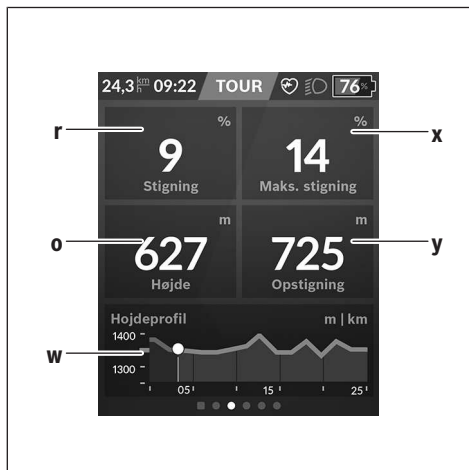 24,3 km/h 09:22 TOUR 76%
r % % x
9 14
Stigning Maks. stigning
o m m y
627 725
Højde Opstigning
Hojdeprofil m | km
w 1400
1300
05 15 25